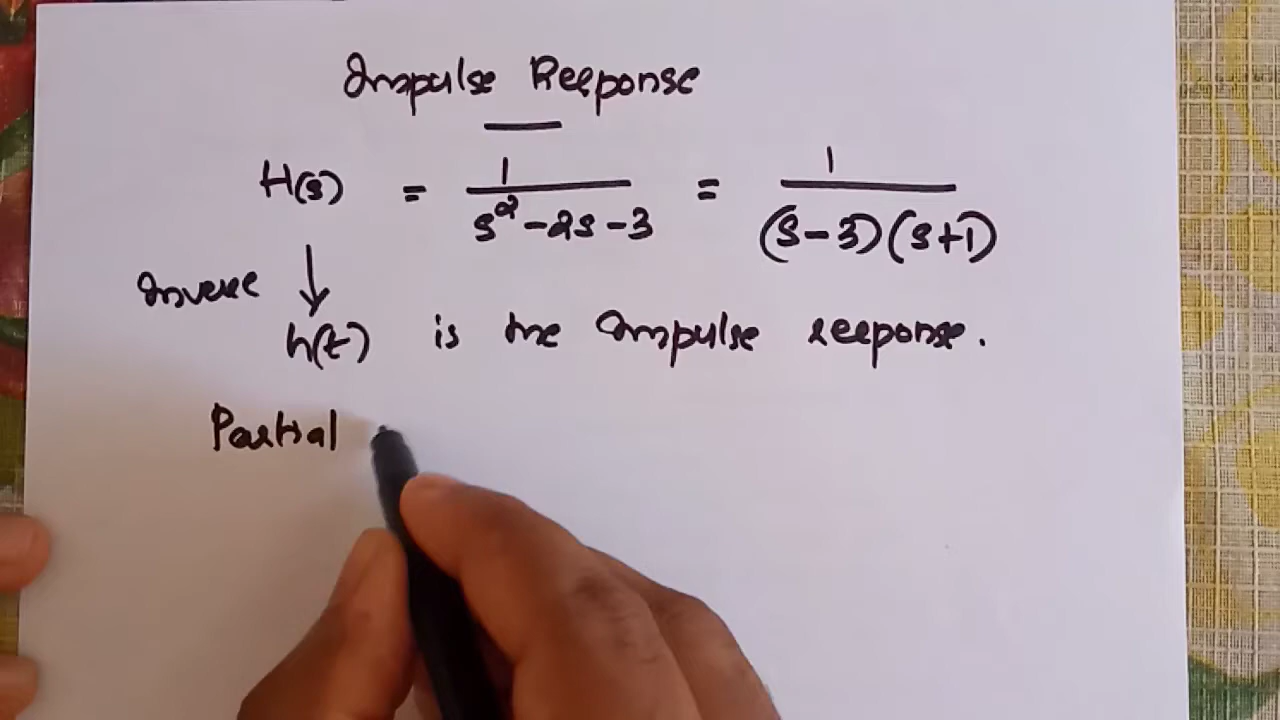 Impulse Response
H(s) = 1/(s² - 2s - 3) = 1/((s - 3)(s + 1))
Inverse ↓
h(t) is the Impulse response.
Partial